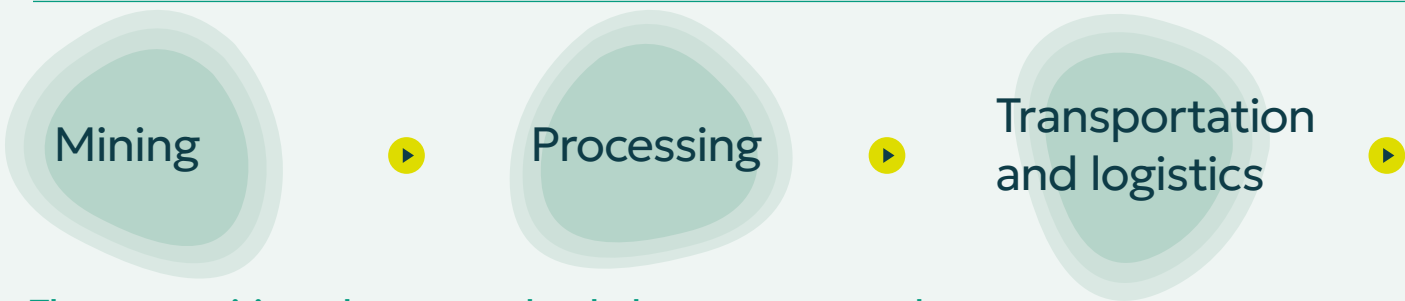 Mining
Processing
Transportation
and logistics